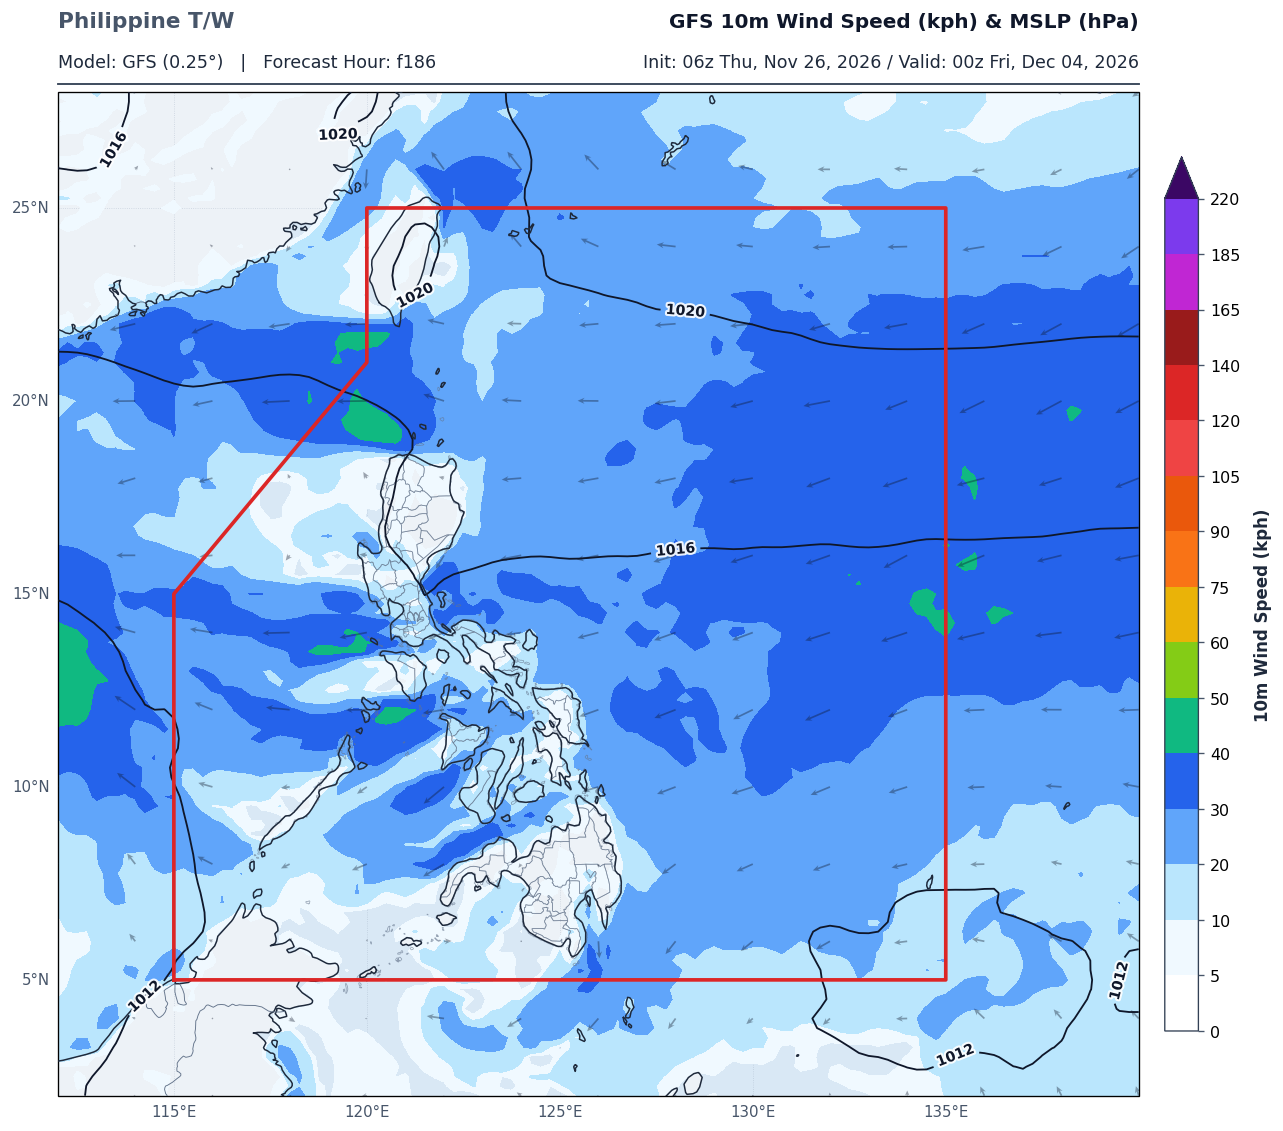 Philippine T/W
GFS 10m Wind Speed (kph) & MSLP (hPa)
Model: GFS (0.25°) | Forecast Hour: f186
Init: 06z Thu, Nov 26, 2026 / Valid: 00z Fri, Dec 04, 2026
1016
1020
1020
1020
1016
1012
1012
1012
25°N
20°N
15°N
10°N
5°N
115°E
120°E
125°E
130°E
135°E
220
185
165
140
120
105
90
75
60
50
40
30
20
10
5
0
10m Wind Speed (kph)